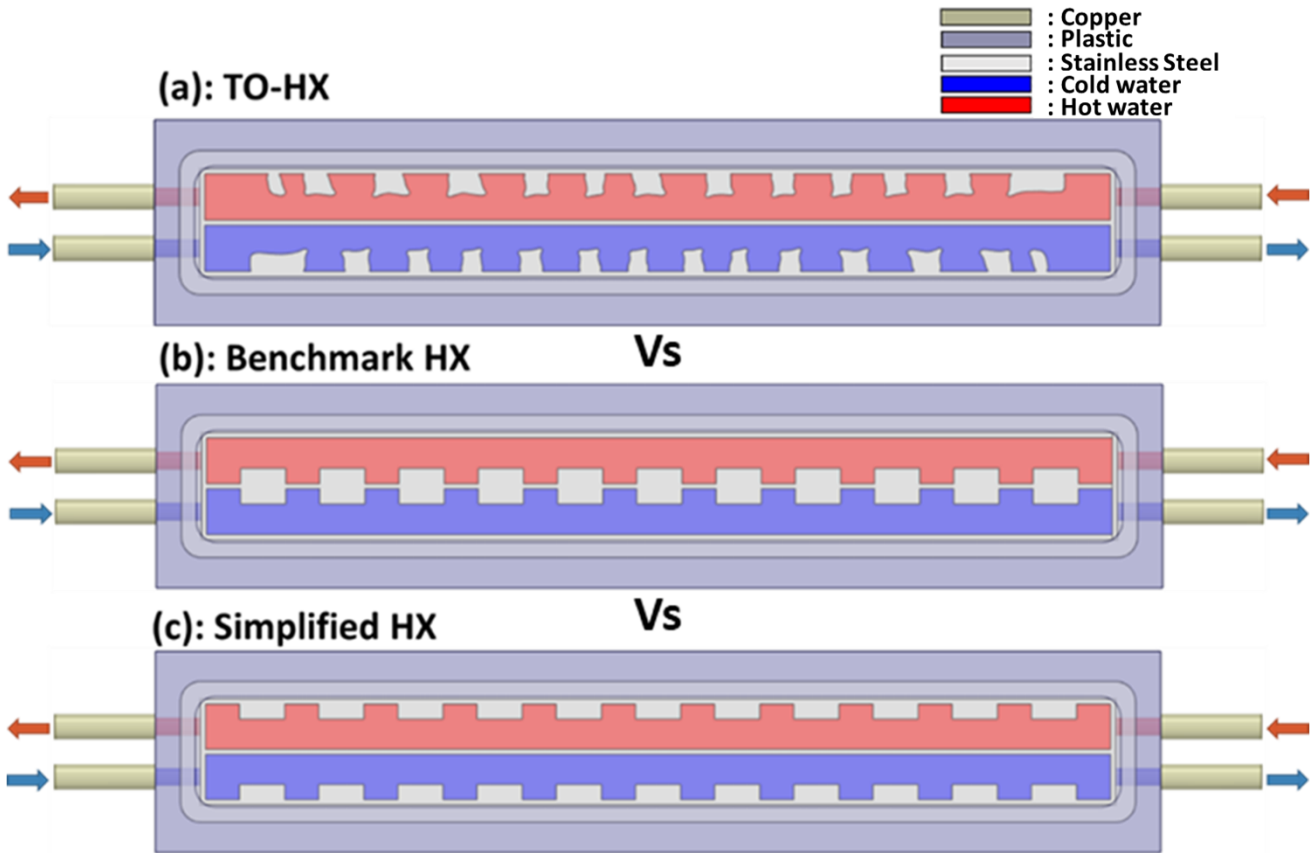 : Copper
: Plastic
: Stainless Steel
: Cold water
: Hot water
(a): TO-HX
Vs
(b): Benchmark HX
Vs
(c): Simplified HX